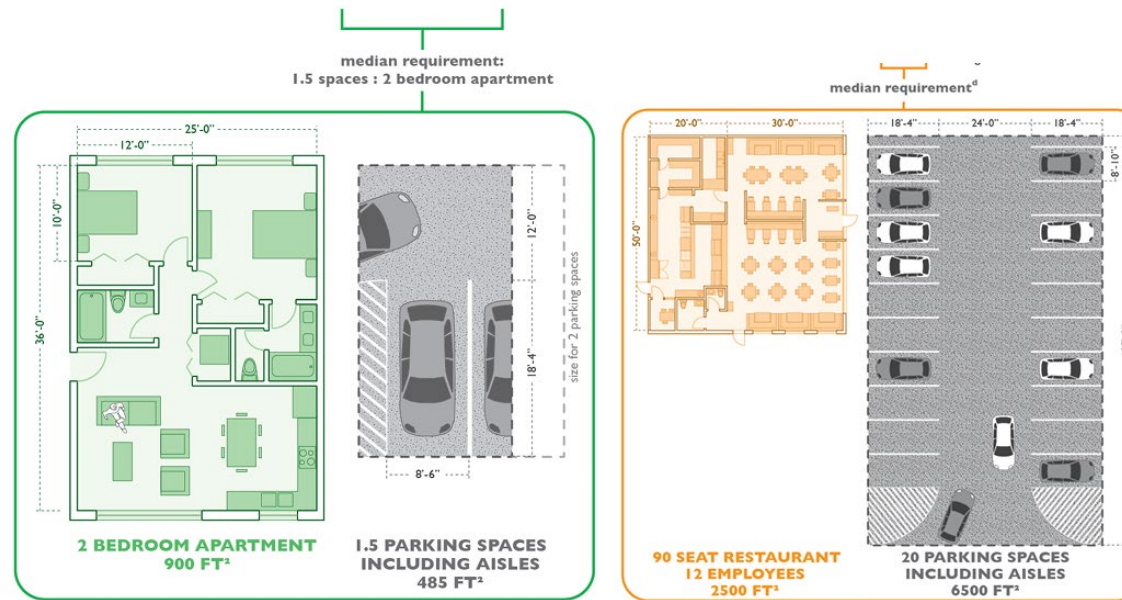 median requirement:
1.5 spaces : 2 bedroom apartment
25'-0"
12'-0"
10'-0"
36'-0"
12'-0"
18'-4"
size for 2 parking spaces
8'-6"
2 BEDROOM APARTMENT
900 FT²
1.5 PARKING SPACES
INCLUDING AISLES
485 FT²
median requirementᵈ
20'-0"
30'-0"
50'-0"
18'-4"
24'-0"
18'-4"
8'-10"
90 SEAT RESTAURANT
12 EMPLOYEES
2500 FT²
20 PARKING SPACES
INCLUDING AISLES
6500 FT²